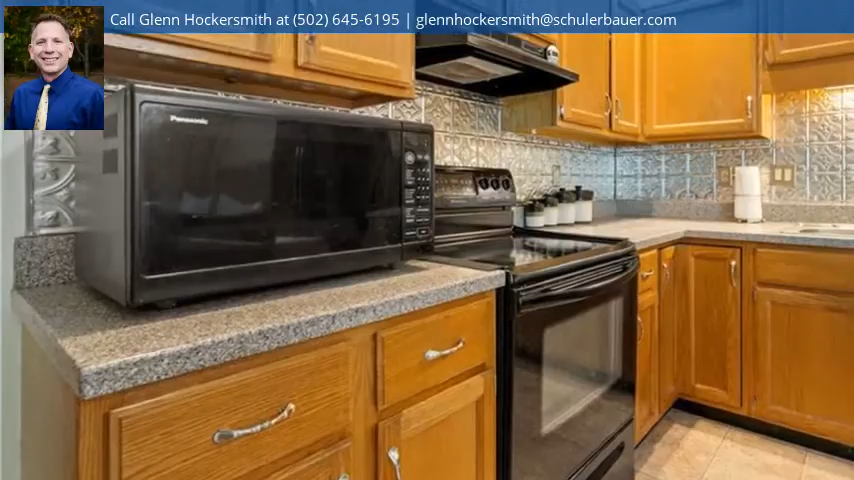 Call Glenn Hockersmith at (502) 645-6195 | glennhockersmith@schulerbauer.com
Panasonic